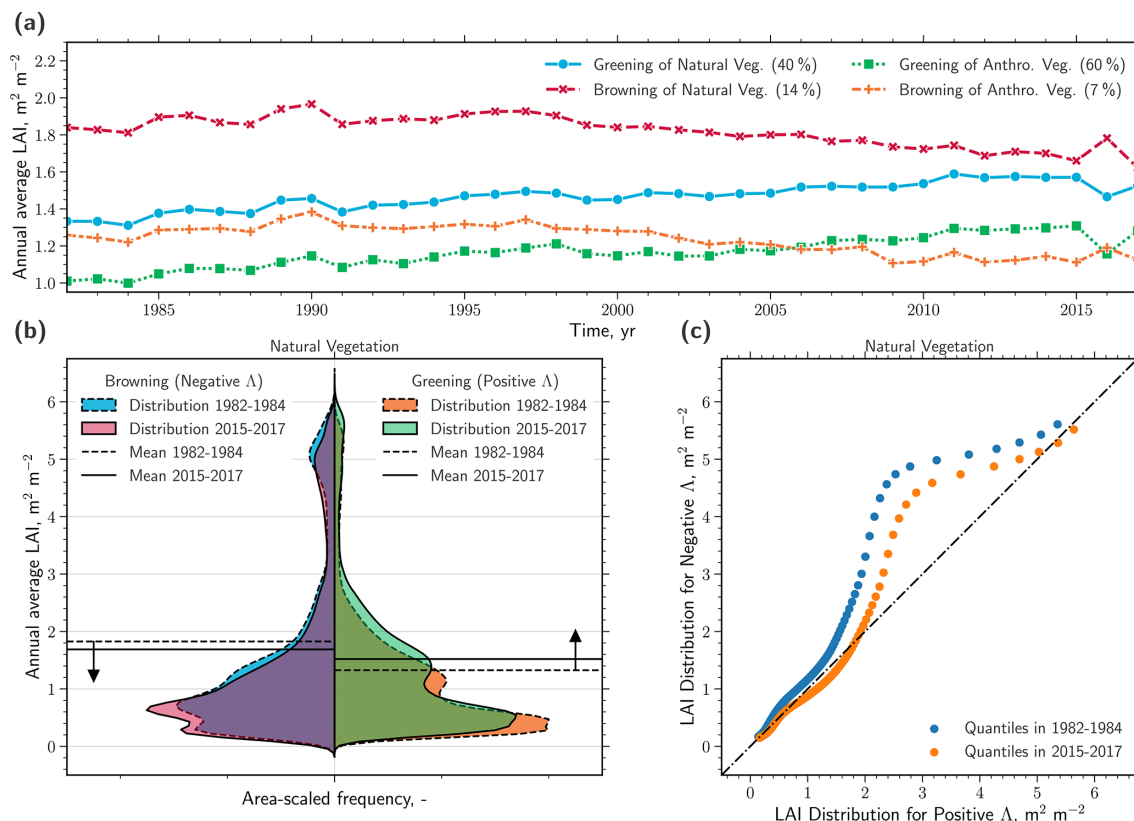 (a)
Annual average LAI, m² m⁻²
2.2
2.0
1.8
1.6
1.4
1.2
1.0
Greening of Natural Veg. (40 %)
Browning of Natural Veg. (14 %)
Greening of Anthro. Veg. (60 %)
Browning of Anthro. Veg. (7 %)
1985 1990 1995 2000 2005 2010 2015
Time, yr
(b)
Natural Vegetation
Annual average LAI, m² m⁻²
6
5
4
3
2
1
0
Browning (Negative Λ)
Distribution 1982-1984
Distribution 2015-2017
Mean 1982-1984
Mean 2015-2017
Greening (Positive Λ)
Distribution 1982-1984
Distribution 2015-2017
Mean 1982-1984
Mean 2015-2017
Area-scaled frequency, -
(c)
Natural Vegetation
LAI Distribution for Negative Λ, m² m⁻²
6
5
4
3
2
1
0
Quantiles in 1982-1984
Quantiles in 2015-2017
0 1 2 3 4 5 6
LAI Distribution for Positive Λ, m² m⁻²